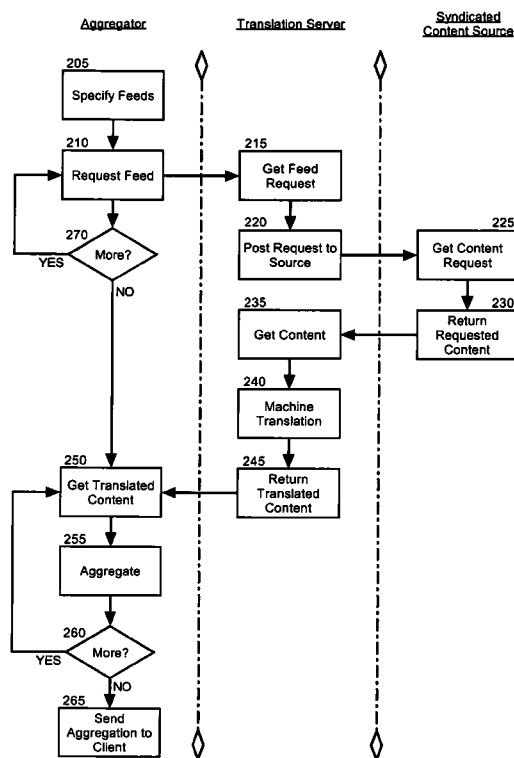 Aggregator
Translation Server
Syndicated
Content Source
205
Specify Feeds
210
Request Feed
215
Get Feed
Request
220
Post Request to
Source
225
Get Content
Request
270
More?
YES
NO
230
Return
Requested
Content
235
Get Content
240
Machine
Translation
245
Return
Translated
Content
250
Get Translated
Content
255
Aggregate
260
More?
YES
NO
265
Send
Aggregation to
Client